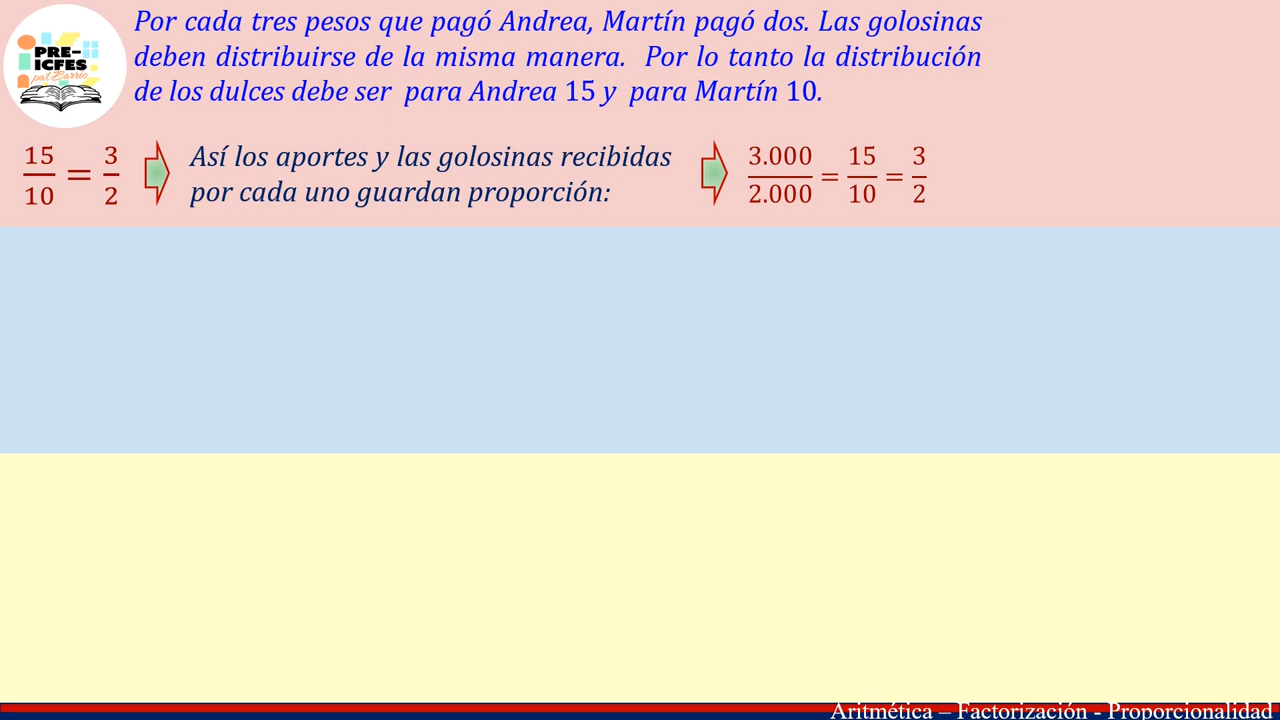 PRE-
ICFES
pa'l Barrio
Por cada tres pesos que pagó Andrea, Martín pagó dos. Las golosinas
deben distribuirse de la misma manera. Por lo tanto la distribución
de los dulces debe ser para Andrea 15 y para Martín 10.
15/10 = 3/2
Así los aportes y las golosinas recibidas
por cada uno guardan proporción:
3.000/2.000 = 15/10 = 3/2
Aritmética – Factorización - Proporcionalidad